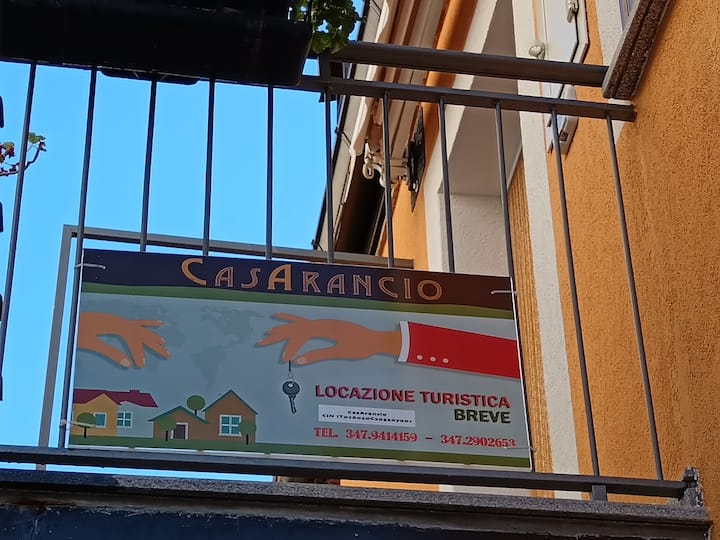 CASARANCIO
LOCAZIONE TURISTICA
BREVE
CasArancio
TEL. 347.9414159 - 347.2902653